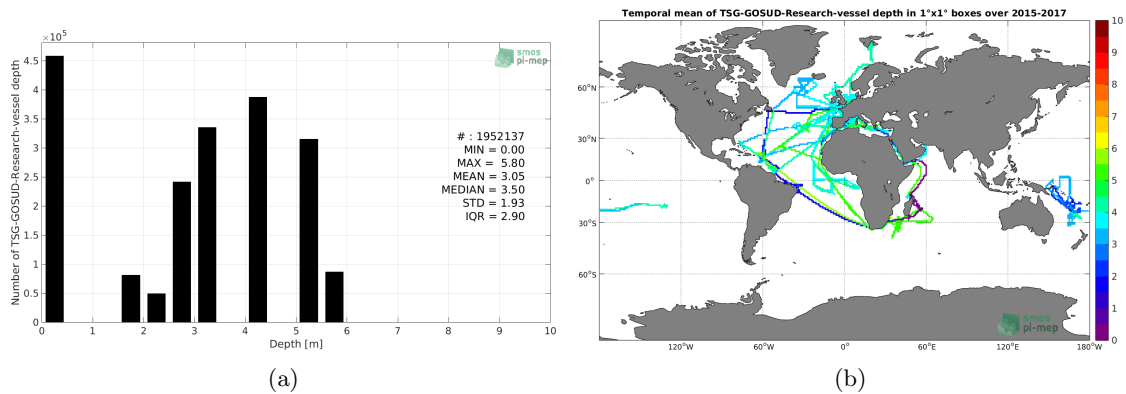 ×10⁵
4.5
4
3.5
3
2.5
2
1.5
1
0.5
0
Number of TSG-GOSUD-Research-vessel depth
smos
pi-mep
# : 1952137
MIN = 0.00
MAX = 5.80
MEAN = 3.05
MEDIAN = 3.50
STD = 1.93
IQR = 2.90
0 1 2 3 4 5 6 7 8 9 10
Depth [m]
(a)
Temporal mean of TSG-GOSUD-Research-vessel depth in 1°x1° boxes over 2015-2017
60°N
30°N
0°
30°S
60°S
120°W 60°W 0° 60°E 120°E 180°W
smos
pi-mep
10
9
8
7
6
5
4
3
2
1
0
(b)